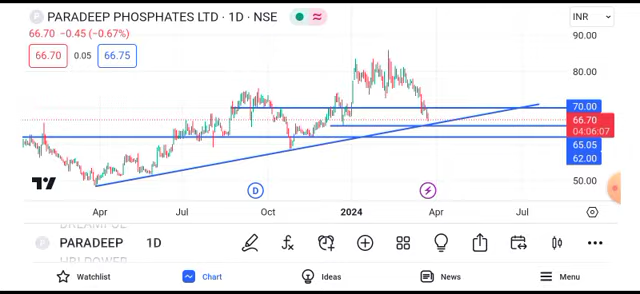 P PARADEEP PHOSPHATES LTD · 1D · NSE
INR
66.70 −0.45 (−0.67%)
66.70 0.05 66.75
90.00
80.00
70.00
66.70
04:06:07
65.05
62.00
50.00
D
Apr Jul Oct 2024 Apr Jul
P PARADEEP 1D
Watchlist Chart Ideas News Menu